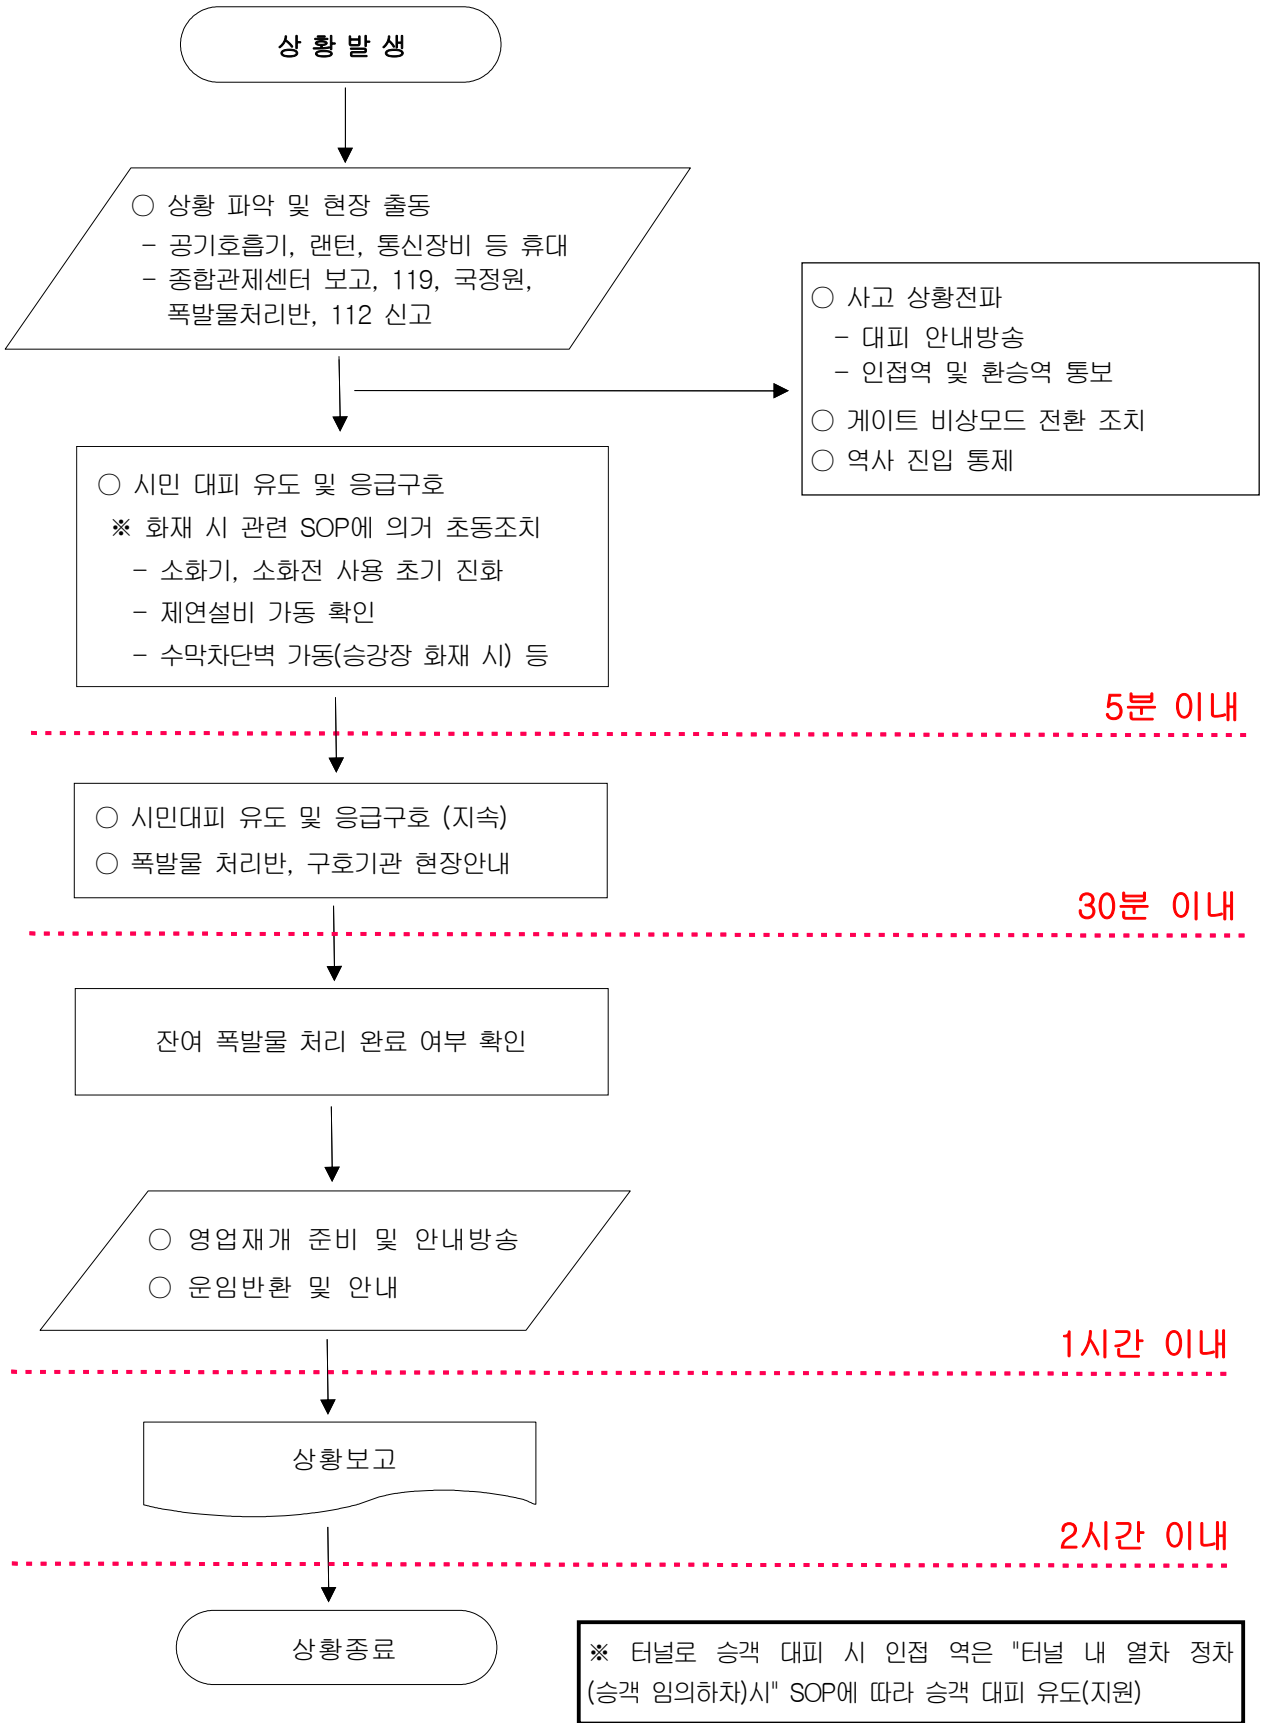 상 황 발 생
○ 상황 파악 및 현장 출동
- 공기호흡기, 랜턴, 통신장비 등 휴대
- 종합관제센터 보고, 119, 국정원,
폭발물처리반, 112 신고
○ 사고 상황전파
- 대피 안내방송
- 인접역 및 환승역 통보
○ 게이트 비상모드 전환 조치
○ 역사 진입 통제
○ 시민 대피 유도 및 응급구호
※ 화재 시 관련 SOP에 의거 초동조치
- 소화기, 소화전 사용 초기 진화
- 제연설비 가동 확인
- 수막차단벽 가동(승강장 화재 시) 등
5분 이내
○ 시민대피 유도 및 응급구호 (지속)
○ 폭발물 처리반, 구호기관 현장안내
30분 이내
잔여 폭발물 처리 완료 여부 확인
○ 영업재개 준비 및 안내방송
○ 운임반환 및 안내
1시간 이내
상황보고
2시간 이내
상황종료
※ 터널로 승객 대피 시 인접 역은 "터널 내 열차 정차
(승객 임의하차)시" SOP에 따라 승객 대피 유도(지원)